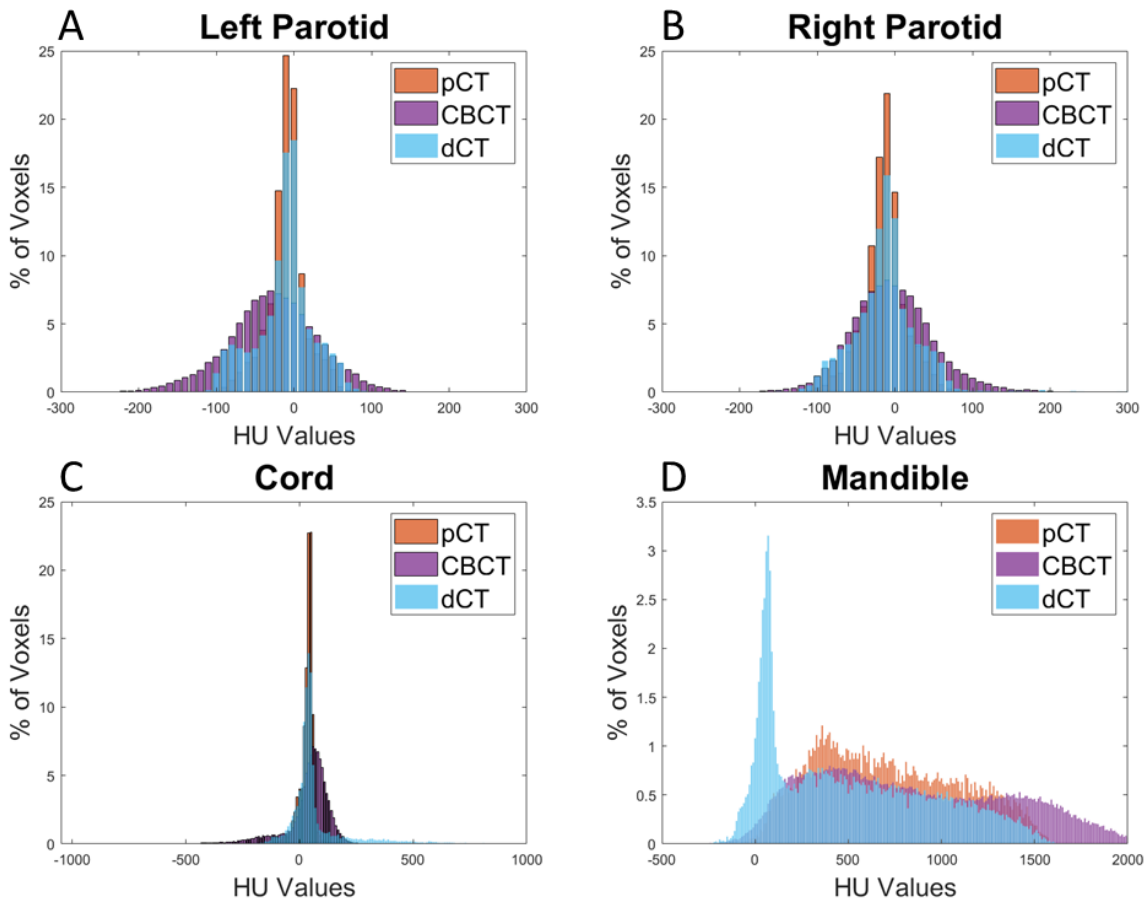 A
Left Parotid
25
20
15
10
5
0
-300
-200
-100
0
100
200
300
% of Voxels
HU Values
pCT
CBCT
dCT
B
Right Parotid
25
20
15
10
5
0
-300
-200
-100
0
100
200
300
% of Voxels
HU Values
pCT
CBCT
dCT
C
Cord
25
20
15
10
5
0
-1000
-500
0
500
1000
% of Voxels
HU Values
pCT
CBCT
dCT
D
Mandible
3.5
3
2.5
2
1.5
1
0.5
0
-500
0
500
1000
1500
2000
% of Voxels
HU Values
pCT
CBCT
dCT